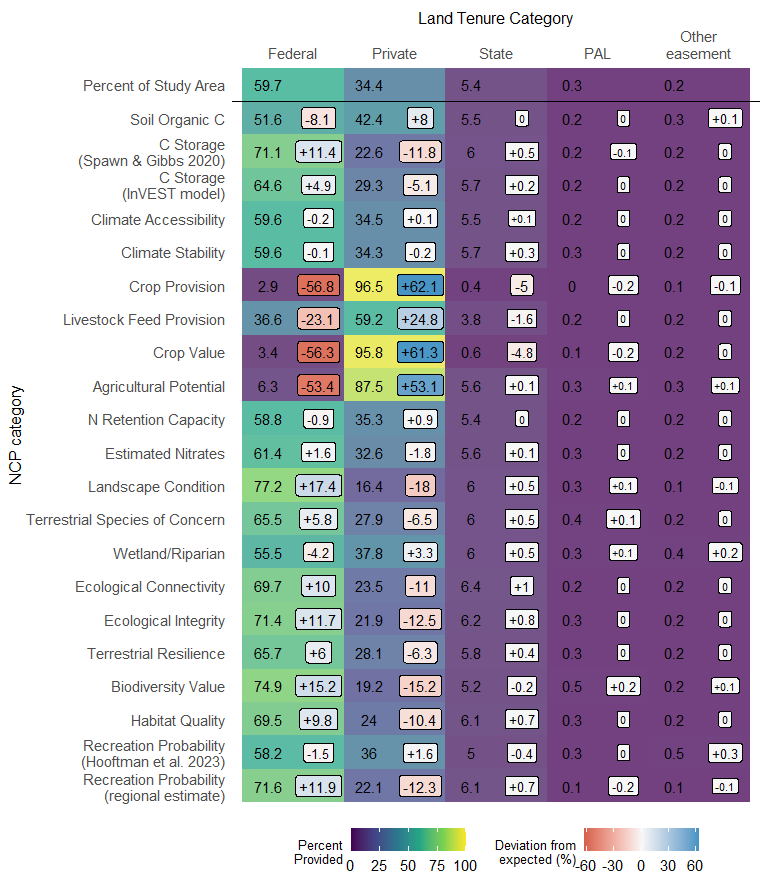 Land Tenure Category
Federal Private State PAL Other easement
Percent of Study Area 59.7 34.4 5.4 0.3 0.2
Soil Organic C 51.6 -8.1 42.4 +8 5.5 0 0.2 0 0.3 +0.1
C Storage
(Spawn & Gibbs 2020) 71.1 +11.4 22.6 -11.8 6 +0.5 0.2 -0.1 0.2 0
C Storage
(InVEST model) 64.6 +4.9 29.3 -5.1 5.7 +0.2 0.2 0 0.2 0
Climate Accessibility 59.6 -0.2 34.5 +0.1 5.5 +0.1 0.2 0 0.2 0
Climate Stability 59.6 -0.1 34.3 -0.2 5.7 +0.3 0.3 0 0.2 0
Crop Provision 2.9 -56.8 96.5 +62.1 0.4 -5 0 -0.2 0.1 -0.1
Livestock Feed Provision 36.6 -23.1 59.2 +24.8 3.8 -1.6 0.2 0 0.2 0
Crop Value 3.4 -56.3 95.8 +61.3 0.6 -4.8 0.1 -0.2 0.2 0
Agricultural Potential 6.3 -53.4 87.5 +53.1 5.6 +0.1 0.3 +0.1 0.3 +0.1
N Retention Capacity 58.8 -0.9 35.3 +0.9 5.4 0 0.2 0 0.2 0
Estimated Nitrates 61.4 +1.6 32.6 -1.8 5.6 +0.1 0.3 0 0.2 0
Landscape Condition 77.2 +17.4 16.4 -18 6 +0.5 0.3 +0.1 0.1 -0.1
Terrestrial Species of Concern 65.5 +5.8 27.9 -6.5 6 +0.5 0.4 +0.1 0.2 0
Wetland/Riparian 55.5 -4.2 37.8 +3.3 6 +0.5 0.3 +0.1 0.4 +0.2
Ecological Connectivity 69.7 +10 23.5 -11 6.4 +1 0.2 0 0.2 0
Ecological Integrity 71.4 +11.7 21.9 -12.5 6.2 +0.8 0.3 0 0.2 0
Terrestrial Resilience 65.7 +6 28.1 -6.3 5.8 +0.4 0.3 0 0.2 0
Biodiversity Value 74.9 +15.2 19.2 -15.2 5.2 -0.2 0.5 +0.2 0.2 +0.1
Habitat Quality 69.5 +9.8 24 -10.4 6.1 +0.7 0.3 0 0.2 0
Recreation Probability
(Hooftman et al. 2023) 58.2 -1.5 36 +1.6 5 -0.4 0.3 0 0.5 +0.3
Recreation Probability
(regional estimate) 71.6 +11.9 22.1 -12.3 6.1 +0.7 0.1 -0.2 0.1 -0.1
NCP category
Percent
Provided
0 25 50 75 100
Deviation from
expected (%)
-60 -30 0 30 60